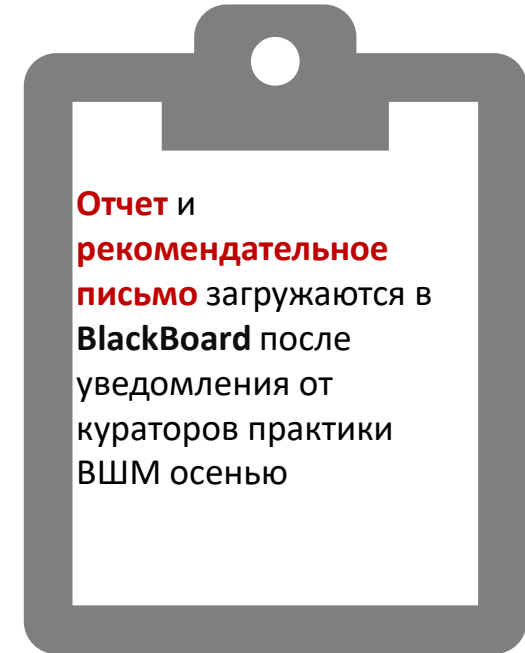 Отчет и
рекомендательное
письмо загружаются в
BlackBoard после
уведомления от
кураторов практики
ВШМ осенью